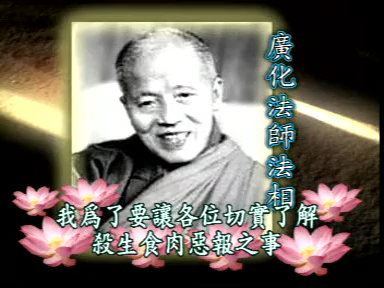 廣化法師法相
我為了要讓各位切實了解
殺生食肉惡報之事